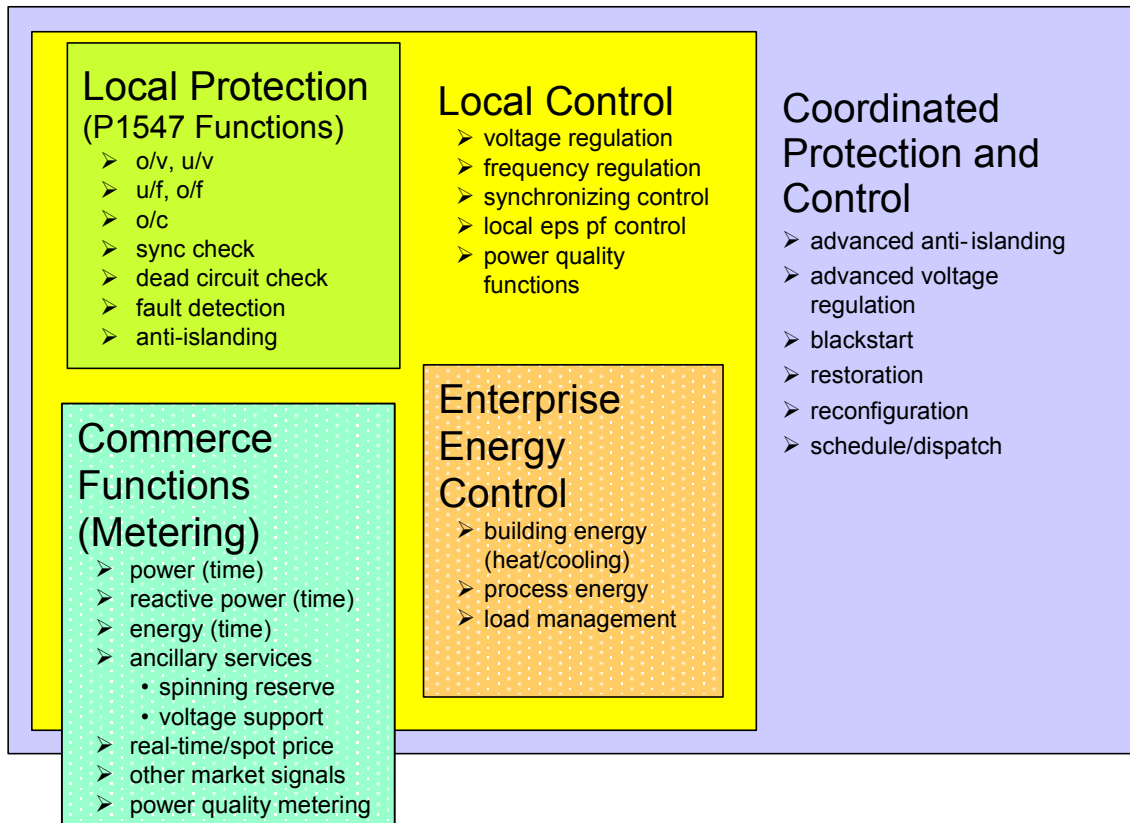 Local Protection
(P1547 Functions)
➢ o/v, u/v
➢ u/f, o/f
➢ o/c
➢ sync check
➢ dead circuit check
➢ fault detection
➢ anti-islanding
Local Control
➢ voltage regulation
➢ frequency regulation
➢ synchronizing control
➢ local eps pf control
➢ power quality
functions
Coordinated
Protection and
Control
➢ advanced anti-islanding
➢ advanced voltage
regulation
➢ blackstart
➢ restoration
➢ reconfiguration
➢ schedule/dispatch
Commerce
Functions
(Metering)
➢ power (time)
➢ reactive power (time)
➢ energy (time)
➢ ancillary services
• spinning reserve
• voltage support
➢ real-time/spot price
➢ other market signals
➢ power quality metering
Enterprise
Energy
Control
➢ building energy
(heat/cooling)
➢ process energy
➢ load management